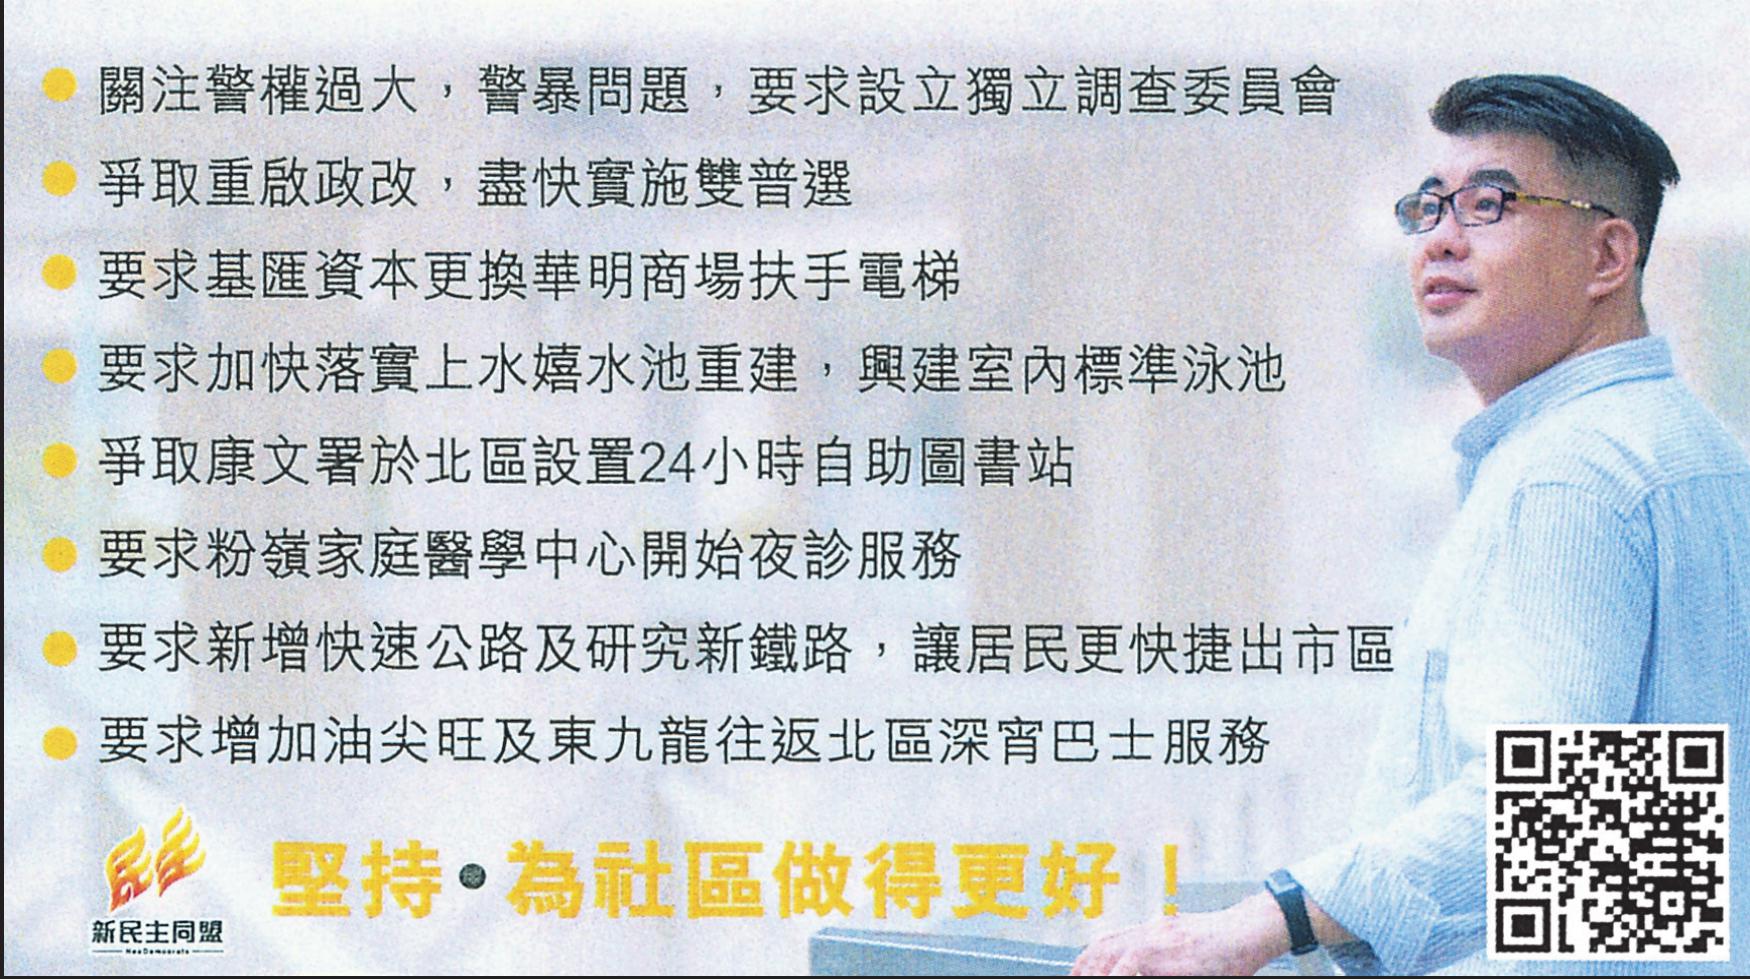 關注警權過大，警暴問題，要求設立獨立調查委員會
爭取重啟政改，盡快實施雙普選
要求基匯資本更換華明商場扶手電梯
要求加快落實上水嬉水池重建，興建室內標準泳池
爭取康文署於北區設置24小時自助圖書站
要求粉嶺家庭醫學中心開始夜診服務
要求新增快速公路及研究新鐵路，讓居民更快捷出市區
要求增加油尖旺及東九龍往返北區深宵巴士服務
堅持•為社區做得更好！
民主
新民主同盟
NeoDemocrats